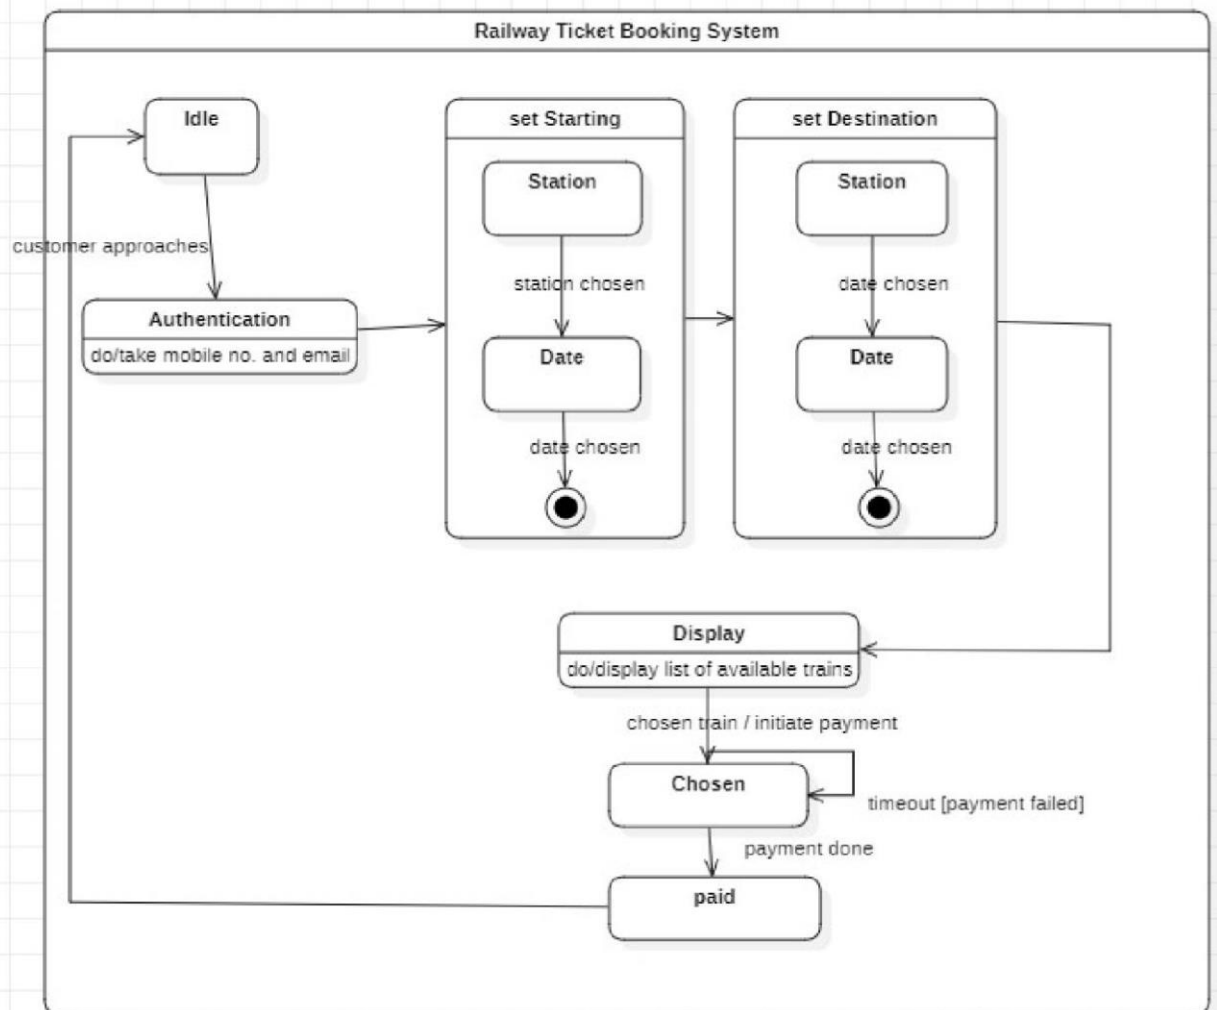 Railway Ticket Booking System
Idle
customer approaches
Authentication
do/take mobile no. and email
set Starting
Station
station chosen
Date
date chosen
set Destination
Station
date chosen
Date
date chosen
Display
do/display list of available trains
chosen train / initiate payment
Chosen
timeout [payment failed]
payment done
paid